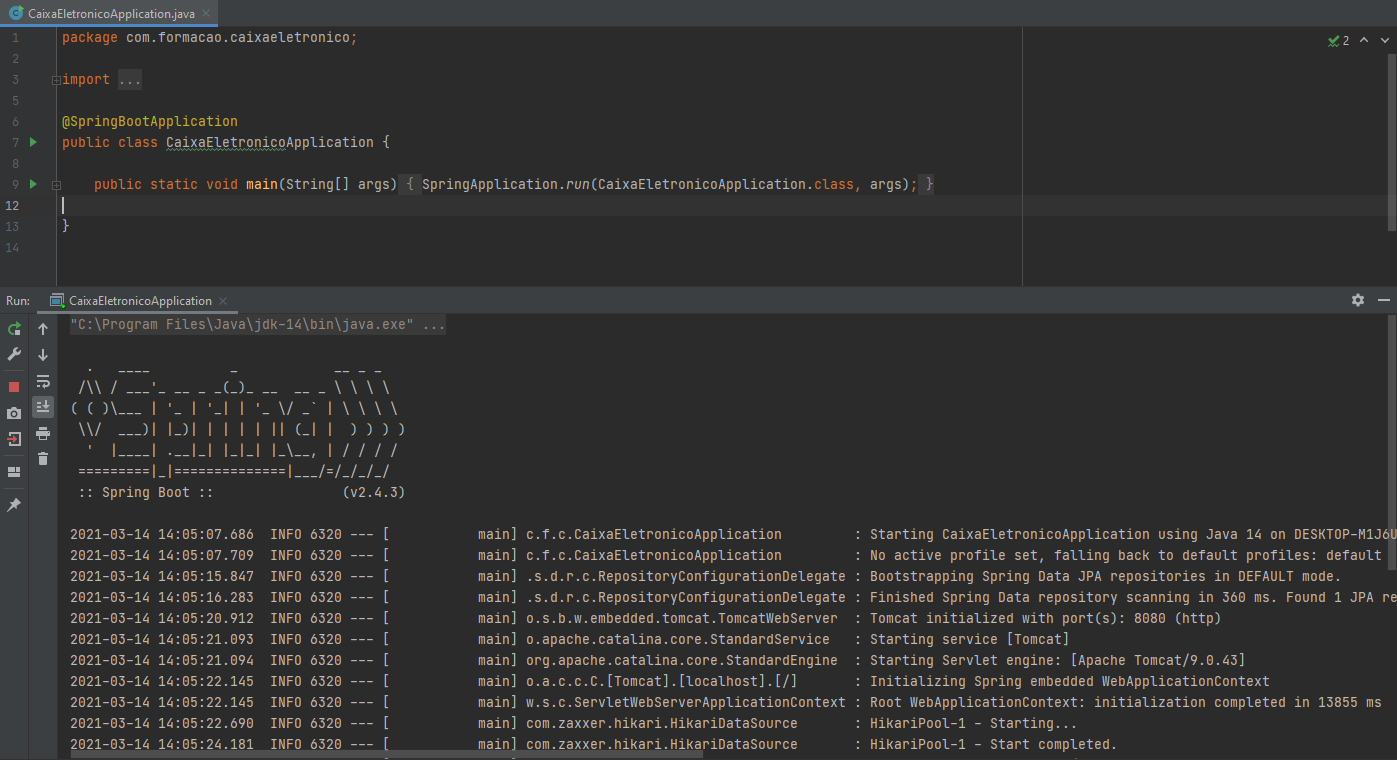 CaixaEletronicoApplication.java
1 package com.formacao.caixaeletronico;
2
3 import ...
5
6 @SpringBootApplication
7 public class CaixaEletronicoApplication {
8
9 public static void main(String[] args) { SpringApplication.run(CaixaEletronicoApplication.class, args); }
12
13 }
14
2
Run: CaixaEletronicoApplication
"C:\Program Files\Java\jdk-14\bin\java.exe" ...
  .   ____          _            __ _ _
 /\\ / ___'_ __ _ _(_)_ __  __ _ \ \ \ \
( ( )\___ | '_ | '_| | '_ \/ _` | \ \ \ \
 \\/  ___)| |_)| | | | | || (_| |  ) ) ) )
  '  |____| .__|_| |_|_| |_\__, | / / / /
 =========|_|==============|___/=/_/_/_/
 :: Spring Boot ::                (v2.4.3)
2021-03-14 14:05:07.686  INFO 6320 --- [           main] c.f.c.CaixaEletronicoApplication         : Starting CaixaEletronicoApplication using Java 14 on DESKTOP-M1J6U
2021-03-14 14:05:07.709  INFO 6320 --- [           main] c.f.c.CaixaEletronicoApplication         : No active profile set, falling back to default profiles: default
2021-03-14 14:05:15.847  INFO 6320 --- [           main] .s.d.r.c.RepositoryConfigurationDelegate : Bootstrapping Spring Data JPA repositories in DEFAULT mode.
2021-03-14 14:05:16.283  INFO 6320 --- [           main] .s.d.r.c.RepositoryConfigurationDelegate : Finished Spring Data repository scanning in 360 ms. Found 1 JPA re
2021-03-14 14:05:20.912  INFO 6320 --- [           main] o.s.b.w.embedded.tomcat.TomcatWebServer  : Tomcat initialized with port(s): 8080 (http)
2021-03-14 14:05:21.093  INFO 6320 --- [           main] o.apache.catalina.core.StandardService   : Starting service [Tomcat]
2021-03-14 14:05:21.094  INFO 6320 --- [           main] org.apache.catalina.core.StandardEngine  : Starting Servlet engine: [Apache Tomcat/9.0.43]
2021-03-14 14:05:22.145  INFO 6320 --- [           main] o.a.c.c.C.[Tomcat].[localhost].[/]       : Initializing Spring embedded WebApplicationContext
2021-03-14 14:05:22.145  INFO 6320 --- [           main] w.s.c.ServletWebServerApplicationContext : Root WebApplicationContext: initialization completed in 13855 ms
2021-03-14 14:05:22.690  INFO 6320 --- [           main] com.zaxxer.hikari.HikariDataSource       : HikariPool-1 - Starting...
2021-03-14 14:05:24.181  INFO 6320 --- [           main] com.zaxxer.hikari.HikariDataSource       : HikariPool-1 - Start completed.